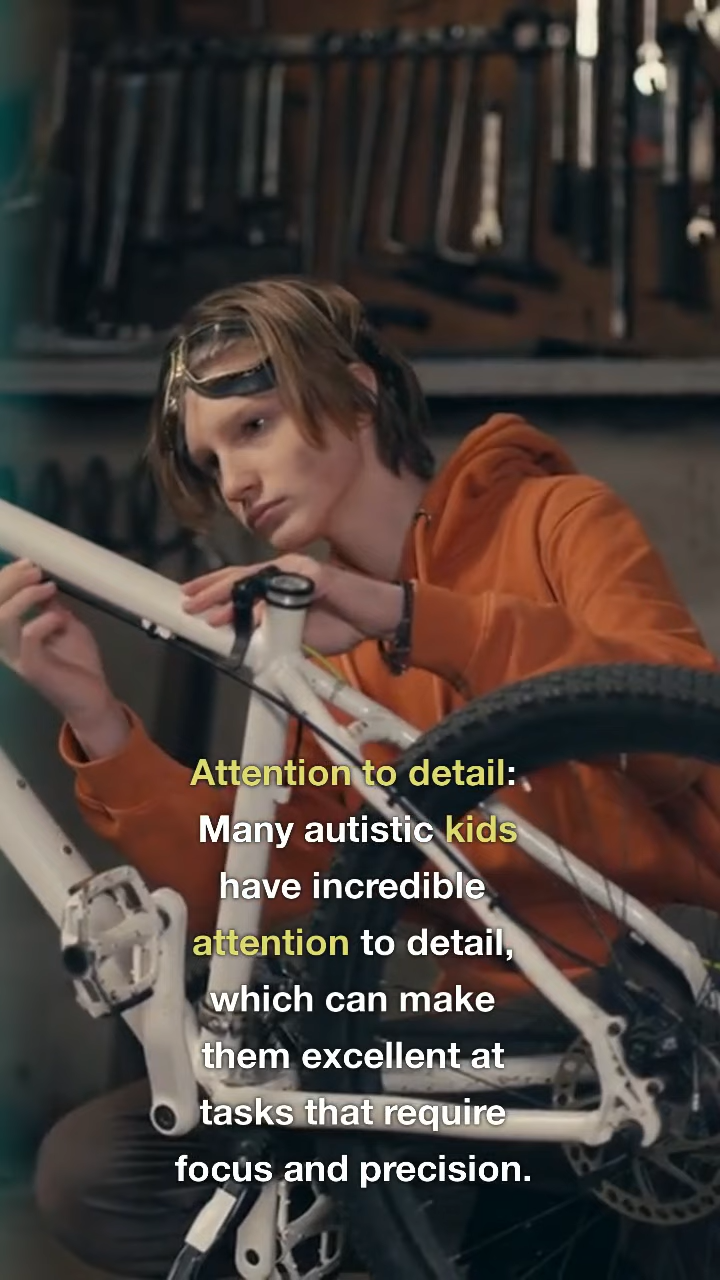 Attention to detail:
Many autistic kids
have incredible
attention to detail,
which can make
them excellent at
tasks that require
focus and precision.